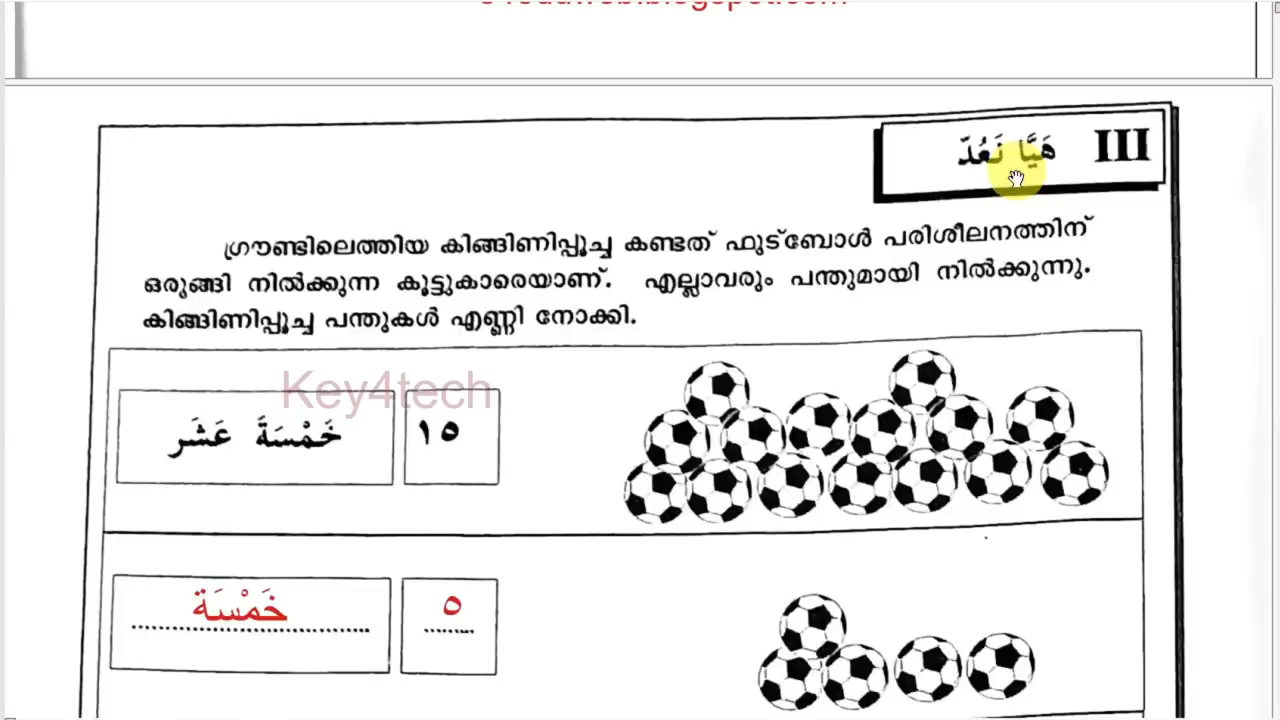 III هَيَّا نَعُدّ
ഗ്രൗണ്ടിലെത്തിയ കിങ്ങിണിപ്പൂച്ച കണ്ടത് ഫുട്ബോൾ പരിശീലനത്തിന്
ഒരുങ്ങി നിൽക്കുന്ന കൂട്ടുകാരെയാണ്. എല്ലാവരും പന്തുമായി നിൽക്കുന്നു.
കിങ്ങിണിപ്പൂച്ച പന്തുകൾ എണ്ണി നോക്കി.
Key4tech
خَمْسَةَ عَشَر ١٥
خَمْسَة ٥